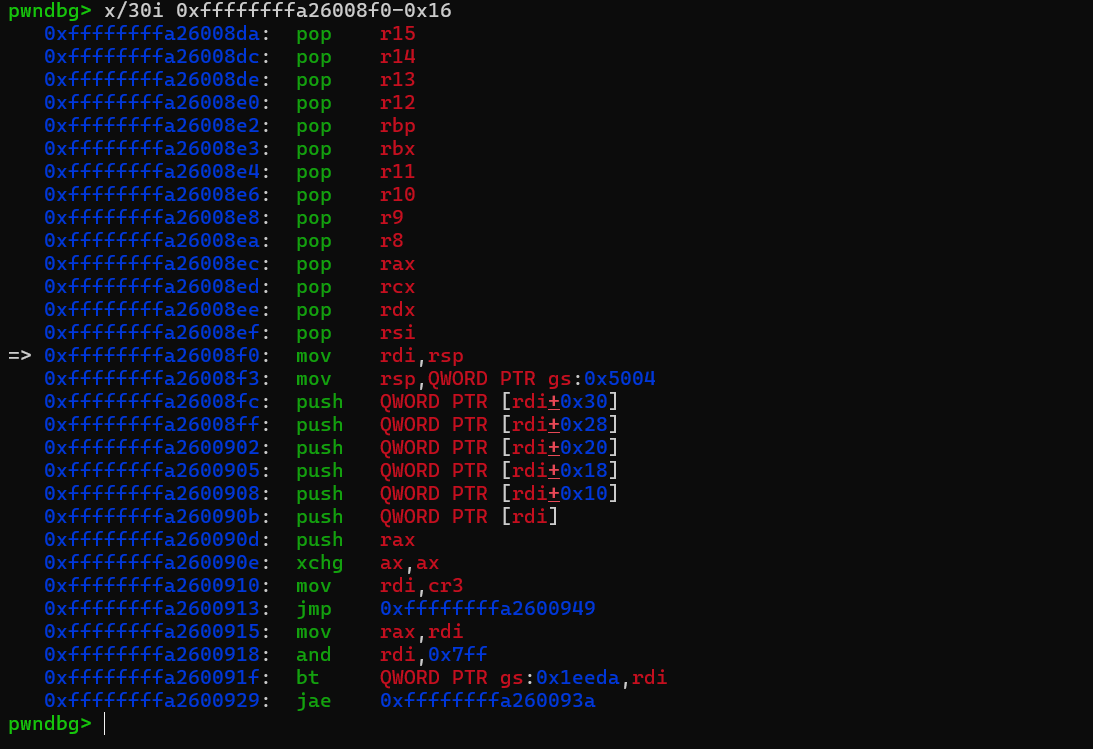 pwndbg> x/30i 0xffffffffa26008f0-0x16
0xffffffffa26008da: pop r15
0xffffffffa26008dc: pop r14
0xffffffffa26008de: pop r13
0xffffffffa26008e0: pop r12
0xffffffffa26008e2: pop rbp
0xffffffffa26008e3: pop rbx
0xffffffffa26008e4: pop r11
0xffffffffa26008e6: pop r10
0xffffffffa26008e8: pop r9
0xffffffffa26008ea: pop r8
0xffffffffa26008ec: pop rax
0xffffffffa26008ed: pop rcx
0xffffffffa26008ee: pop rdx
0xffffffffa26008ef: pop rsi
=> 0xffffffffa26008f0: mov rdi,rsp
0xffffffffa26008f3: mov rsp,QWORD PTR gs:0x5004
0xffffffffa26008fc: push QWORD PTR [rdi+0x30]
0xffffffffa26008ff: push QWORD PTR [rdi+0x28]
0xffffffffa2600902: push QWORD PTR [rdi+0x20]
0xffffffffa2600905: push QWORD PTR [rdi+0x18]
0xffffffffa2600908: push QWORD PTR [rdi+0x10]
0xffffffffa260090b: push QWORD PTR [rdi]
0xffffffffa260090d: push rax
0xffffffffa260090e: xchg ax,ax
0xffffffffa2600910: mov rdi,cr3
0xffffffffa2600913: jmp 0xffffffffa2600949
0xffffffffa2600915: mov rax,rdi
0xffffffffa2600918: and rdi,0x7ff
0xffffffffa260091f: bt QWORD PTR gs:0x1eeda,rdi
0xffffffffa2600929: jae 0xffffffffa260093a
pwndbg>